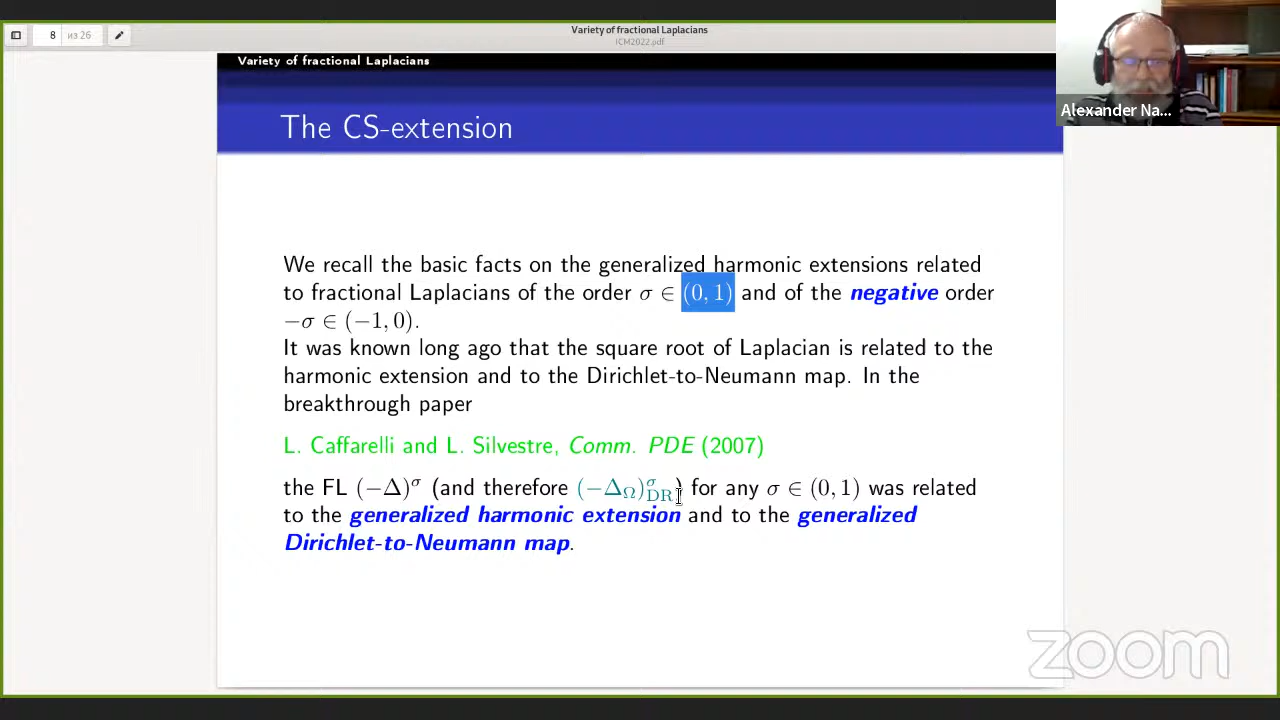 8 из 26
Variety of fractional Laplacians
ICM2022.pdf
Variety of fractional Laplacians
Alexander Na...
The CS-extension
We recall the basic facts on the generalized harmonic extensions related
to fractional Laplacians of the order σ ∈ (0, 1) and of the negative order
−σ ∈ (−1, 0).
It was known long ago that the square root of Laplacian is related to the
harmonic extension and to the Dirichlet-to-Neumann map. In the
breakthrough paper
L. Caffarelli and L. Silvestre, Comm. PDE (2007)
the FL (−Δ)^σ (and therefore (−Δ_Ω)^σ_DR) for any σ ∈ (0, 1) was related
to the generalized harmonic extension and to the generalized
Dirichlet-to-Neumann map.
zoom